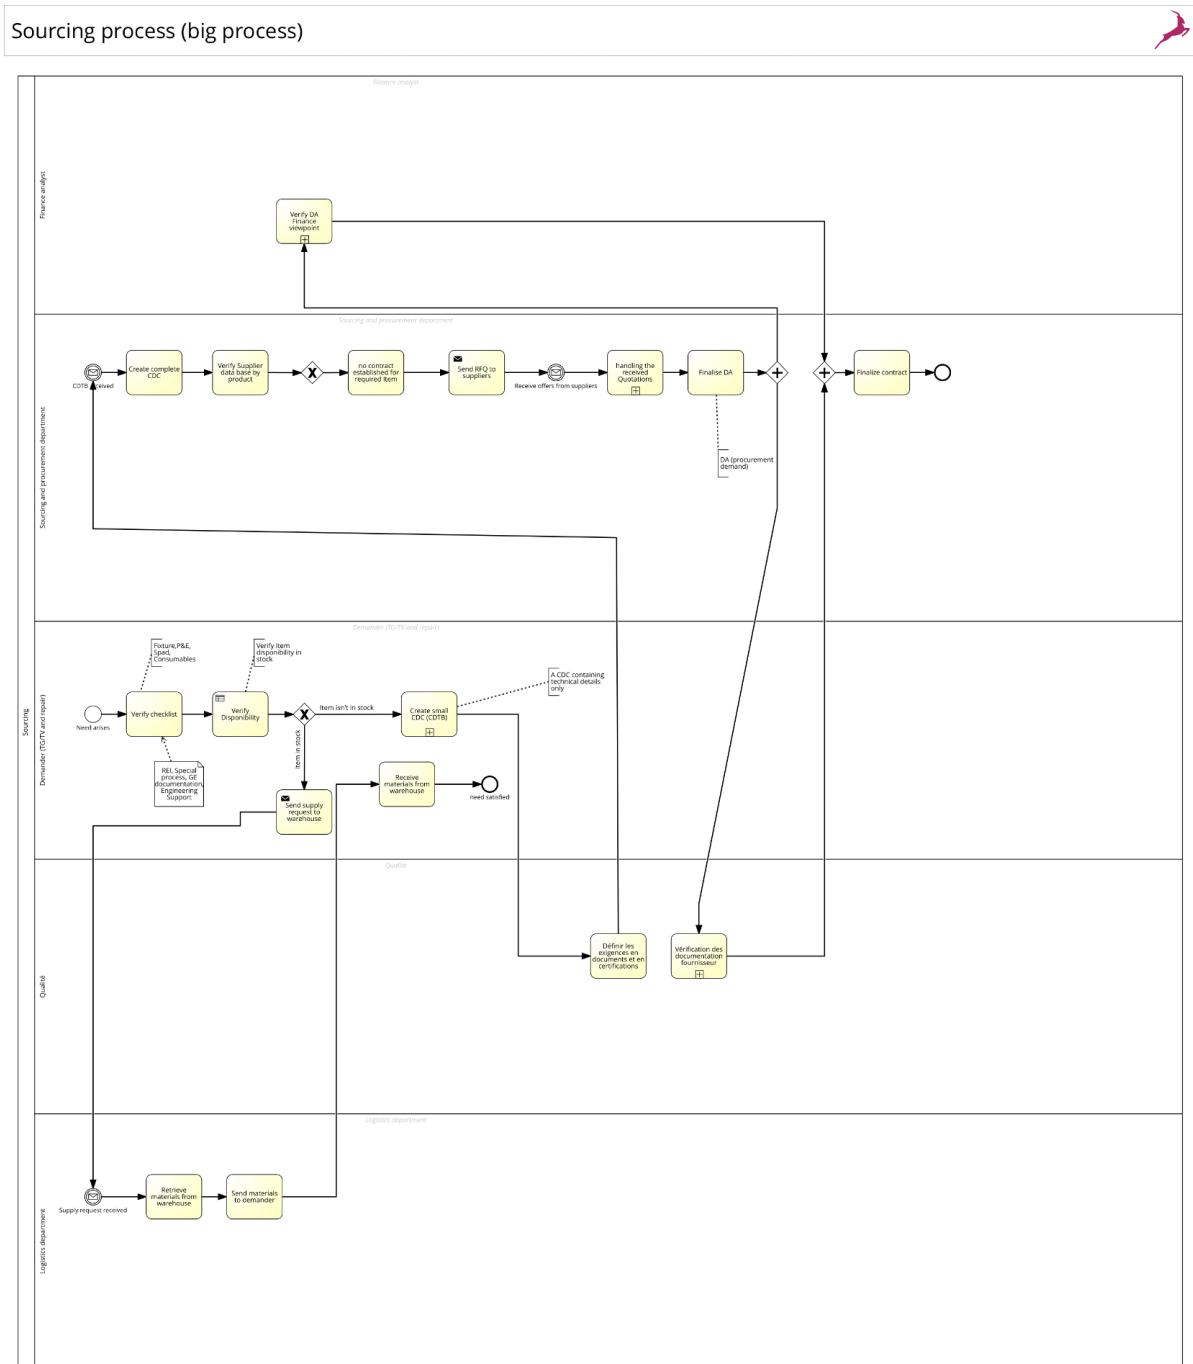 Sourcing process (big process)
Finance analyst
Finance analyst
Verify DA
Finance
viewpoint
Sourcing and procurement department
Sourcing and procurement department
CDTB
ceived
Create complete
CDC
Verify Supplier
data base by
product
no contract
established for
required item
Send RFQ to
suppliers
Receive offers from suppliers
handling the
received
Quotations
Finalise DA
DA (procurement
demand)
Finalize contract
Sourcing
Demander (TG/TV and repair)
Demander (TG/TV and repair)
Fixture,P&E,
Spad,
Consumables
Verify Item
disponibility in
stock
A CDC containing
technical details
only
Need arises
Verify checklist
Verify
Disponibility
Item isn't in stock
Item in stock
Create small
CDC (CDTB)
REI, Special
process, GE
documentation,
Engineering
Support
Send supply
request to
warehouse
Receive
materials from
warehouse
need satisfied
Qualité
Qualité
Définir les
exigences en
documents et en
certifications
Vérification des
documentation
fournisseur
Logistics department
Logistics department
Supply request received
Retrieve
materials from
warehouse
Send materials
to demander